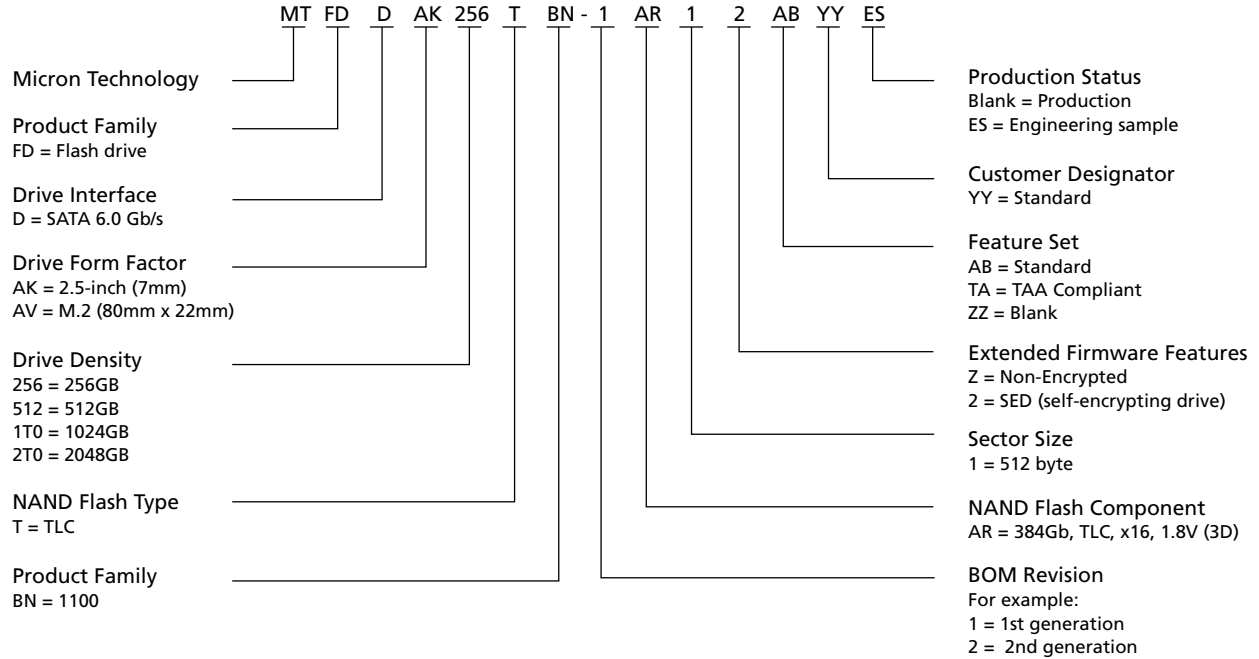 MT FD D AK 256 T BN - 1 AR 1 2 AB YY ES
Micron Technology
Product Family
FD = Flash drive
Drive Interface
D = SATA 6.0 Gb/s
Drive Form Factor
AK = 2.5-inch (7mm)
AV = M.2 (80mm x 22mm)
Drive Density
256 = 256GB
512 = 512GB
1T0 = 1024GB
2T0 = 2048GB
NAND Flash Type
T = TLC
Product Family
BN = 1100
Production Status
Blank = Production
ES = Engineering sample
Customer Designator
YY = Standard
Feature Set
AB = Standard
TA = TAA Compliant
ZZ = Blank
Extended Firmware Features
Z = Non-Encrypted
2 = SED (self-encrypting drive)
Sector Size
1 = 512 byte
NAND Flash Component
AR = 384Gb, TLC, x16, 1.8V (3D)
BOM Revision
For example:
1 = 1st generation
2 = 2nd generation